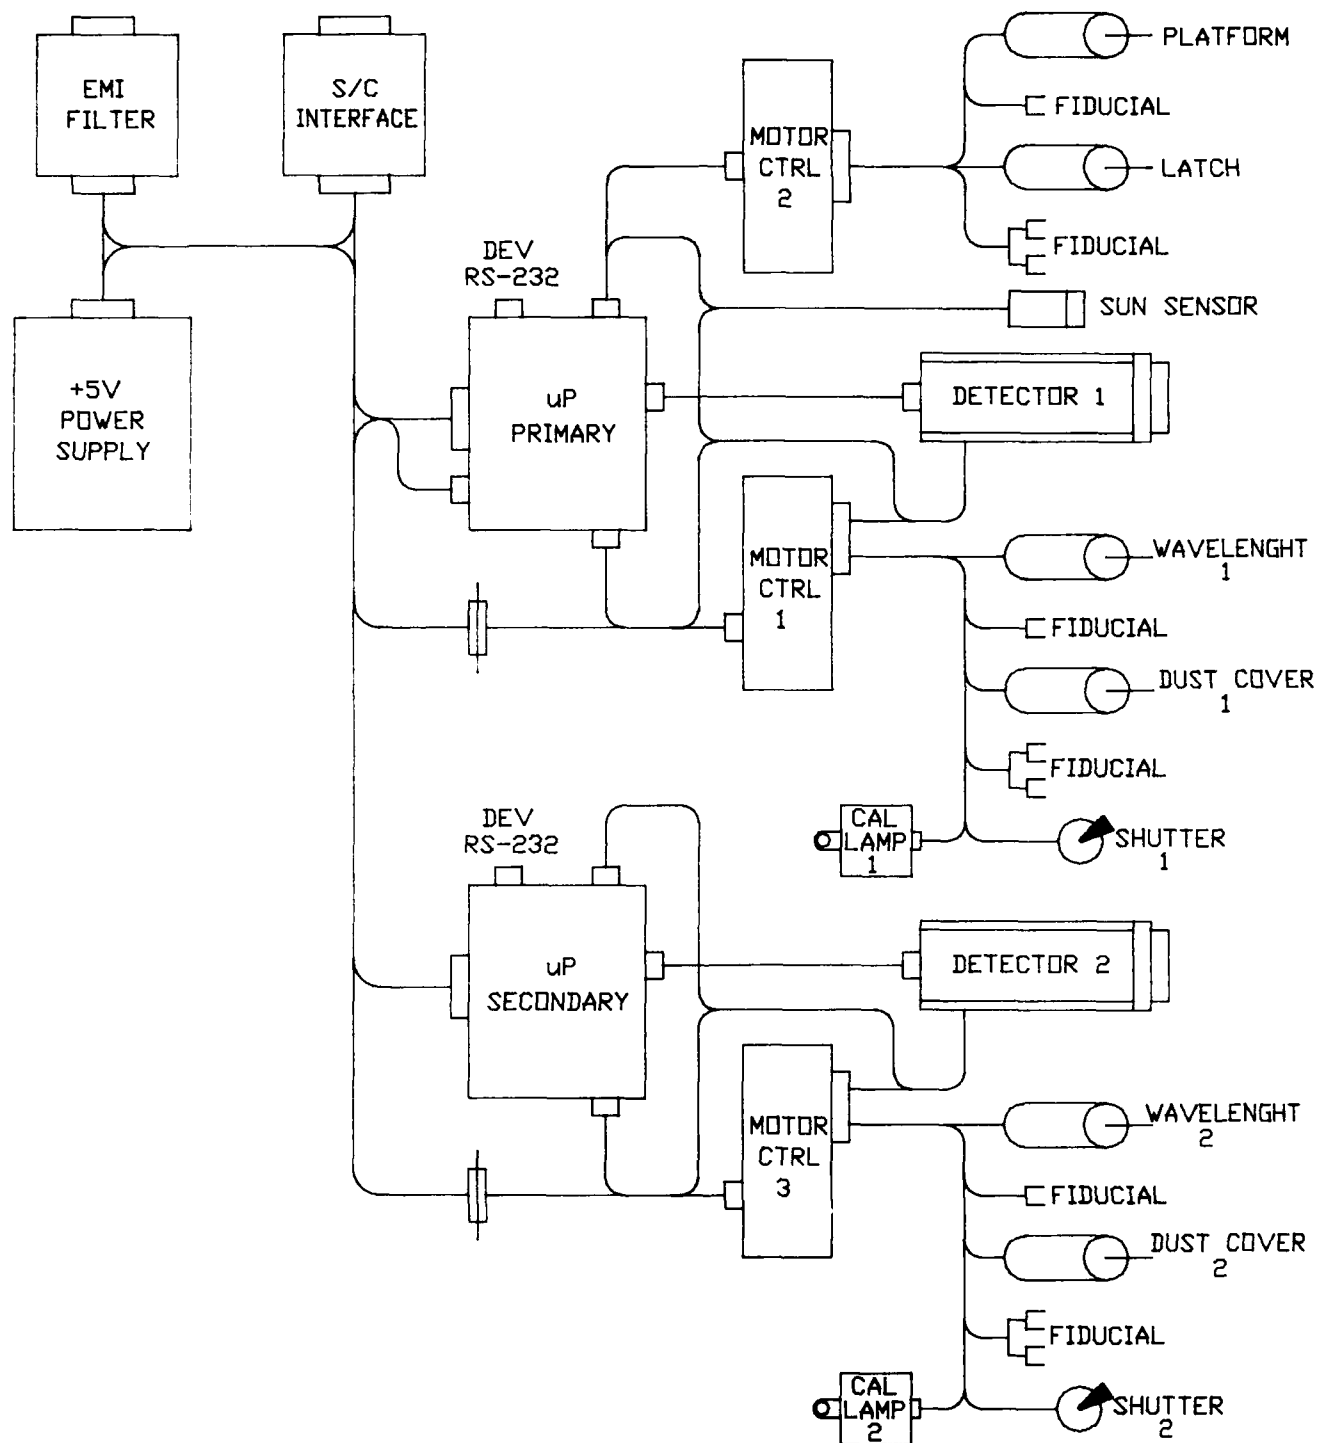 EMI
FILTER
S/C
INTERFACE
+5V
POWER
SUPPLY
DEV
RS-232
uP
PRIMARY
MOTOR
CTRL
2
PLATFORM
FIDUCIAL
LATCH
FIDUCIAL
SUN SENSOR
DETECTOR 1
MOTOR
CTRL
1
WAVELENGHT
1
FIDUCIAL
DUST COVER
1
FIDUCIAL
CAL
LAMP
1
SHUTTER
1
DEV
RS-232
uP
SECONDARY
DETECTOR 2
MOTOR
CTRL
3
WAVELENGHT
2
FIDUCIAL
DUST COVER
2
FIDUCIAL
CAL
LAMP
2
SHUTTER
2